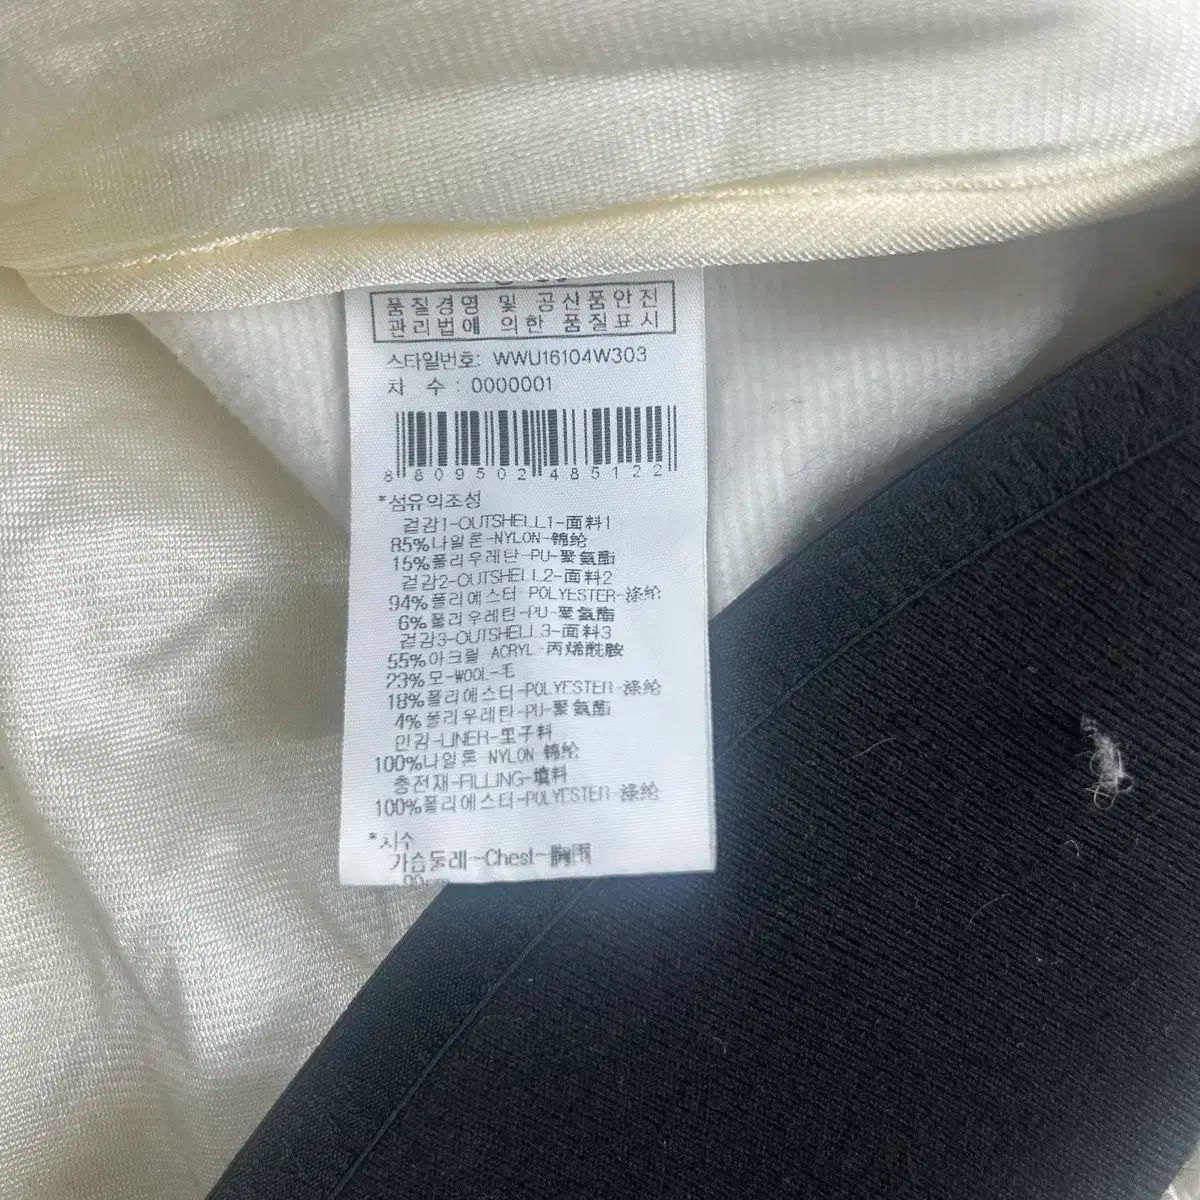 품질경영 및 공산품안전
관리법에 의한 품질표시
스타일번호: WWU16104W303
차 수 : 0000001
8 809502 485122
*섬유의조성
겉감1-OUTSHELL1-面料1
85%나일론-NYLON-锦纶
15%폴리우레탄-PU-聚氨酯
겉감2-OUTSHELL2-面料2
94%폴리에스터 POLYESTER-涤纶
6%폴리우레탄-PU-聚氨酯
겉감3-OUTSHELL3-面料3
55%아크릴 ACRYL-丙烯酰胺
23%모-WOOL-毛
18%폴리에스터-POLYESTER-涤纶
4%폴리우레탄-PU-聚氨酯
안감-LINER-里子料
100%나일론 NYLON-锦纶
충전재-FILLING-填料
100%폴리에스터-POLYESTER-涤纶
*치수
가슴둘레-Chest-胸围